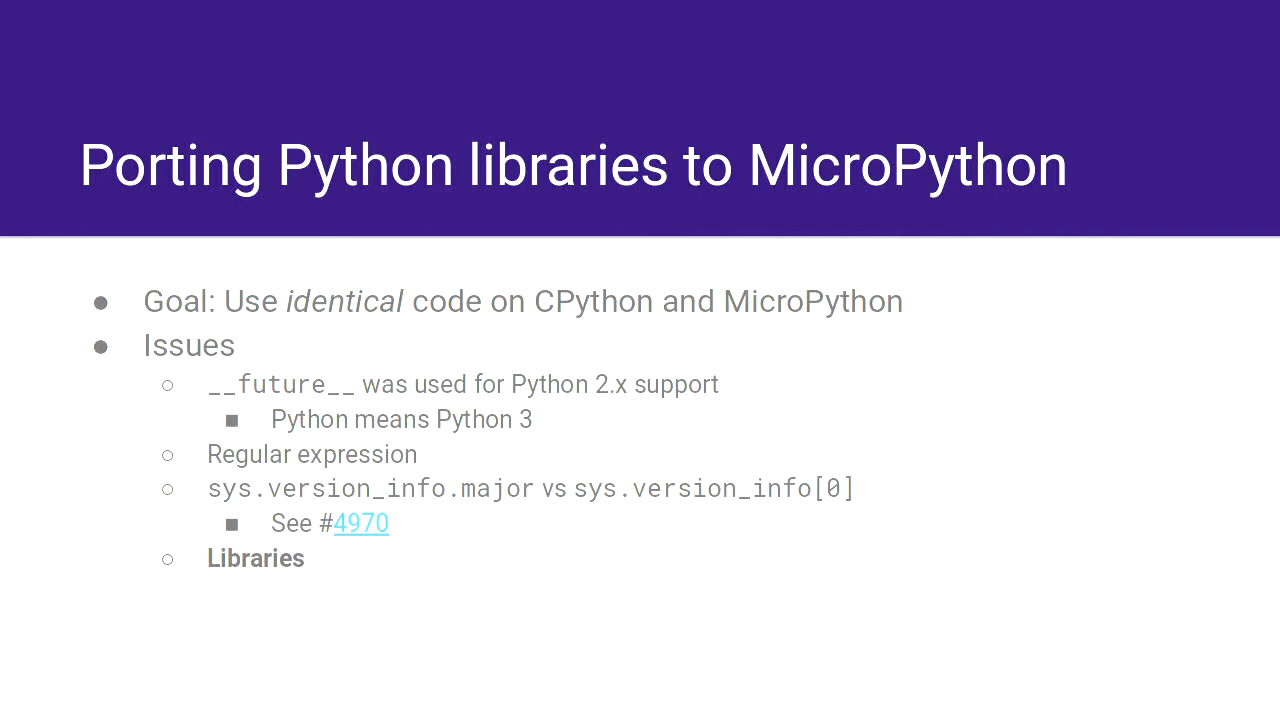 Porting Python libraries to MicroPython
● Goal: Use identical code on CPython and MicroPython
● Issues
○ __future__ was used for Python 2.x support
■ Python means Python 3
○ Regular expression
○ sys.version_info.major vs sys.version_info[0]
■ See #4970
○ Libraries